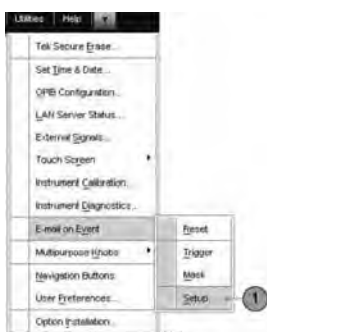 Utilities Help
Tek Secure Erase...
Set Time & Date...
GPIB Configuration...
LAN Server Status...
External Signals...
Touch Screen
Instrument Calibration...
Instrument Diagnostics...
E-mail on Event
Reset
Multipurpose Knobs
Trigger
Navigation Buttons
Mask
User Preferences...
Setup
1
Option Installation...